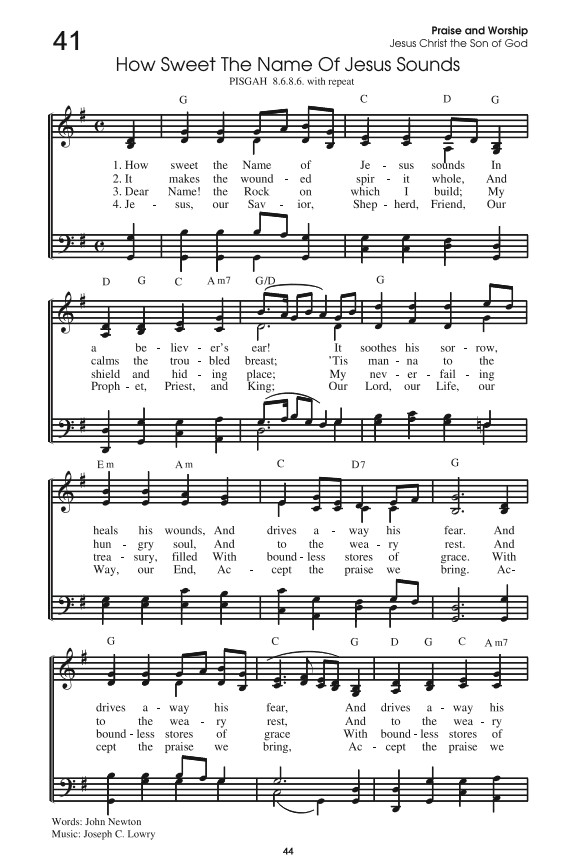 41
Praise and Worship
Jesus Christ the Son of God
How Sweet The Name Of Jesus Sounds
PISGAH 8.6.8.6. with repeat
G C D G
1. How sweet the Name of Je - sus sounds In
2. It makes the wound - ed spir - it whole, And
3. Dear Name! the Rock on which I build; My
4. Je - sus, our Sav - ior, Shep - herd, Friend, Our
D G C Am7 G/D G
a be - liev - er's ear! It soothes his sor - row,
calms the trou - bled breast; 'Tis man - na to the
shield and hid - ing place; My nev - er - fail - ing
Proph - et, Priest, and King; Our Lord, our Life, our
Em Am C D7 G
heals his wounds, And drives a - way his fear. And
hun - gry soul, And to the wea - ry rest. And
trea - sury, filled With bound - less stores of grace. With
Way, our End, Ac - cept the praise we bring. Ac-
G C G D G C Am7
drives a - way his fear, And drives a - way his
to the wea - ry rest, And to the wea - ry
bound - less stores of grace With bound - less stores of
cept the praise we bring, Ac - cept the praise we
Words: John Newton
Music: Joseph C. Lowry
44